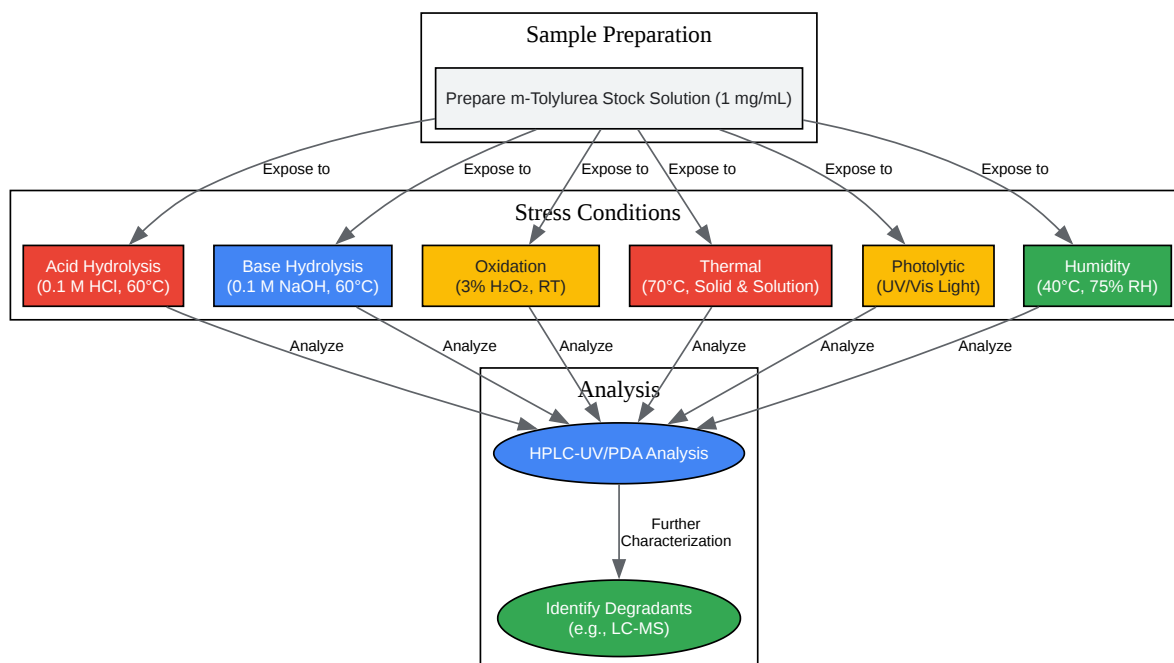 Sample Preparation
Prepare m-Tolylurea Stock Solution (1 mg/mL)
Expose to
Expose to
Expose to
Expose to
Expose to
Expose to
Stress Conditions
Acid Hydrolysis
(0.1 M HCl, 60°C)
Base Hydrolysis
(0.1 M NaOH, 60°C)
Oxidation
(3% H₂O₂, RT)
Thermal
(70°C, Solid & Solution)
Photolytic
(UV/Vis Light)
Humidity
(40°C, 75% RH)
Analyze
Analyze
Analyze
Analyze
Analyze
Analyze
Analysis
HPLC-UV/PDA Analysis
Further
Characterization
Identify Degradants
(e.g., LC-MS)